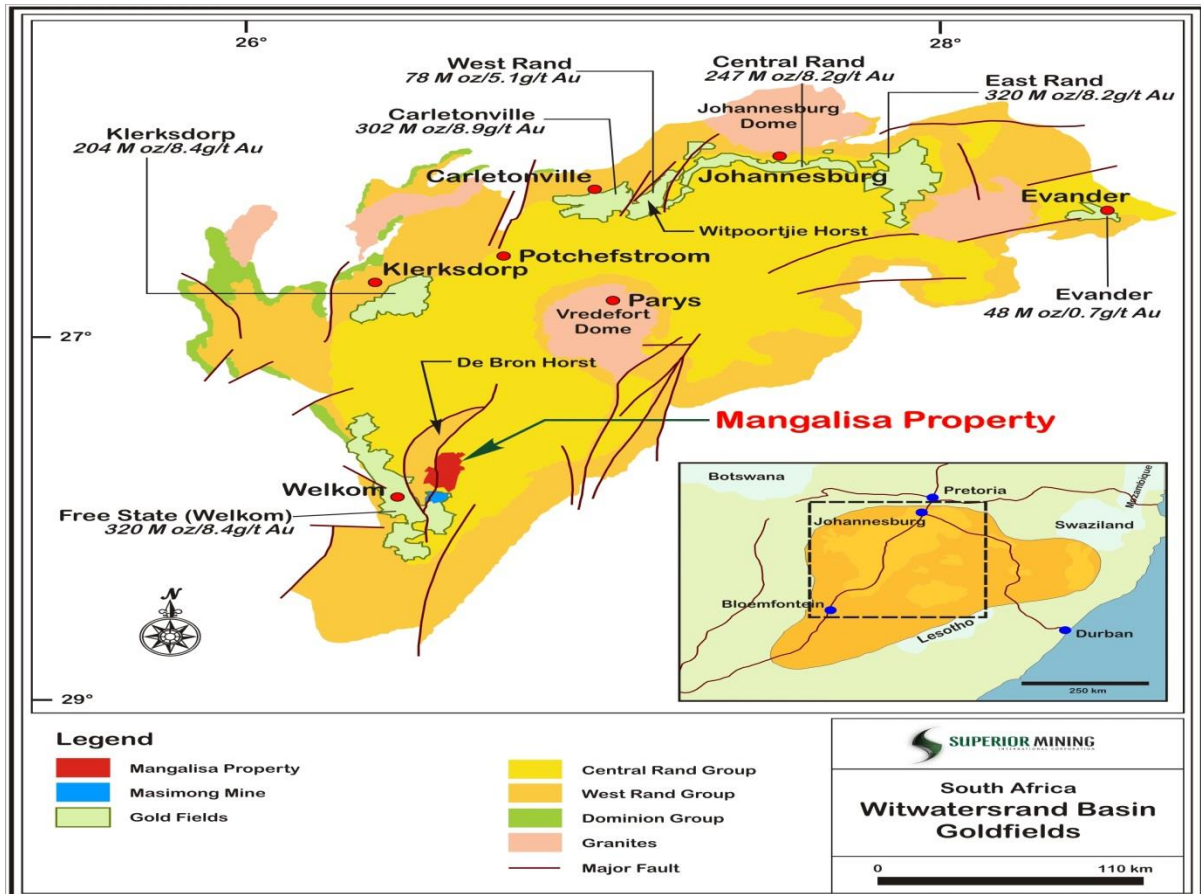 26°
28°
West Rand
78 M oz/5.1g/t Au
Central Rand
247 M oz/8.2g/t Au
East Rand
320 M oz/8.2g/t Au
Carletonville
302 M oz/8.9g/t Au
Johannesburg
Dome
Klerksdorp
204 M oz/8.4g/t Au
Carletonville
Johannesburg
Evander
Witpoortjie Horst
Potchefstroom
Klerksdorp
Parys
Vredefort
Dome
Evander
48 M oz/0.7g/t Au
27°
De Bron Horst
Mangalisa Property
Welkom
Free State (Welkom)
320 M oz/8.4g/t Au
N
29°
Botswana
Pretoria
Mozambique
Johannesburg
Swaziland
Bloemfontein
Lesotho
Durban
250 km
Legend
Mangalisa Property
Masimong Mine
Gold Fields
Central Rand Group
West Rand Group
Dominion Group
Granites
Major Fault
SUPERIOR MINING
INTERNATIONAL CORPORATION
South Africa
Witwatersrand Basin
Goldfields
0 110 km